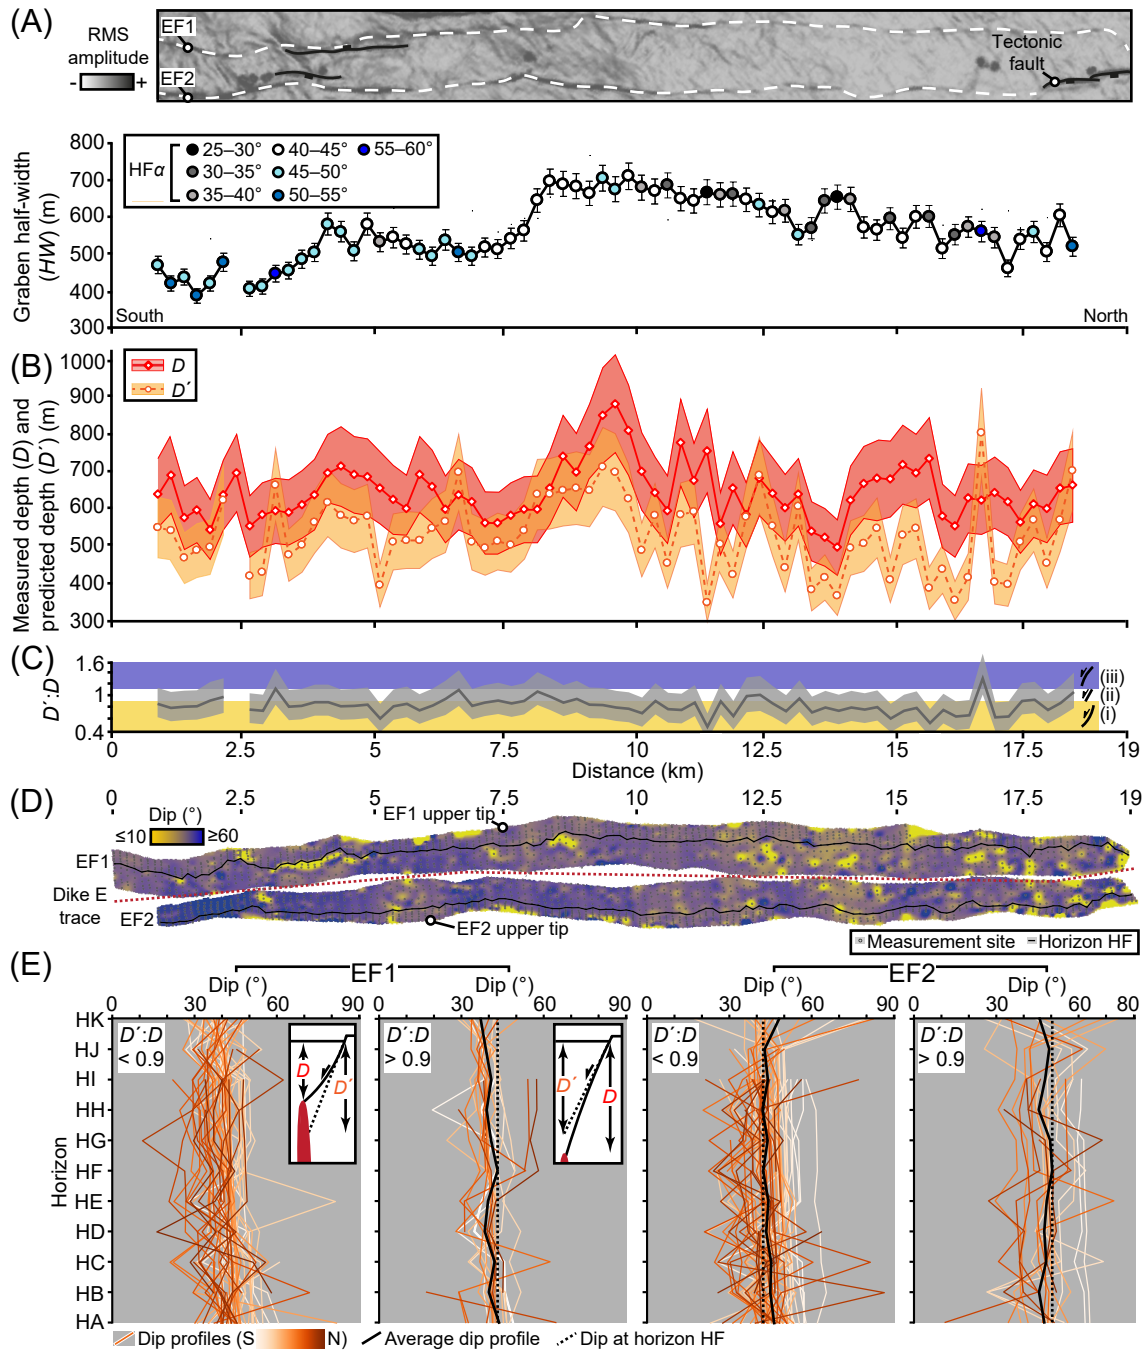 (A)
EF1
RMS
amplitude
- +
EF2
Tectonic
fault
Graben half-width
(HW) (m)
800
700
600
500
400
300
HFα
25–30° 40–45° 55–60°
30–35° 45–50°
35–40° 50–55°
South North
(B)
Measured depth (D) and
predicted depth (D´) (m)
1000
900
800
700
600
500
400
300
D
D´
(C)
D´:D
1.6
1
0.4
(iii)
(ii)
(i)
0 2.5 5 7.5 10 12.5 15 17.5 19
Distance (km)
(D)
0 2.5 5 7.5 10 12.5 15 17.5 19
Dip (°)
≤10 ≥60
EF1 upper tip
EF1
Dike E
trace
EF2
EF2 upper tip
Measurement site Horizon HF
(E)
EF1 EF2
Dip (°) Dip (°) Dip (°) Dip (°)
0 30 60 90 0 30 60 90 0 30 60 90 0 30 60 80
Horizon
HK
HJ
HI
HH
HG
HF
HE
HD
HC
HB
HA
D´:D
< 0.9
D
D´
D´:D
> 0.9
D´
D
D´:D
< 0.9
D´:D
> 0.9
Dip profiles (S N) Average dip profile Dip at horizon HF